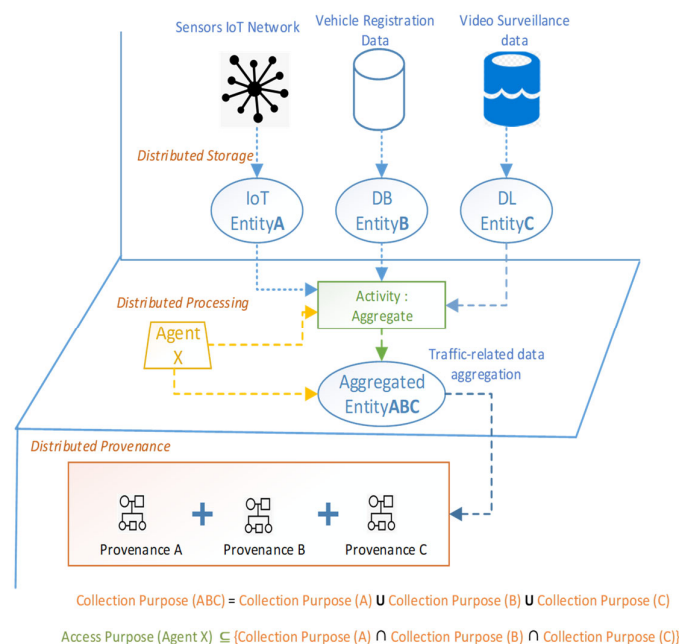 Sensors IoT Network
Vehicle Registration
Data
Video Surveillance
data
Distributed Storage
IoT
EntityA
DB
EntityB
DL
EntityC
Distributed Processing
Activity :
Aggregate
Agent
X
Traffic-related data
aggregation
Aggregated
EntityABC
Distributed Provenance
Provenance A
Provenance B
Provenance C
Collection Purpose (ABC) = Collection Purpose (A) U Collection Purpose (B) U Collection Purpose (C)
Access Purpose (Agent X) ⊆ {Collection Purpose (A) ∩ Collection Purpose (B) ∩ Collection Purpose (C)}